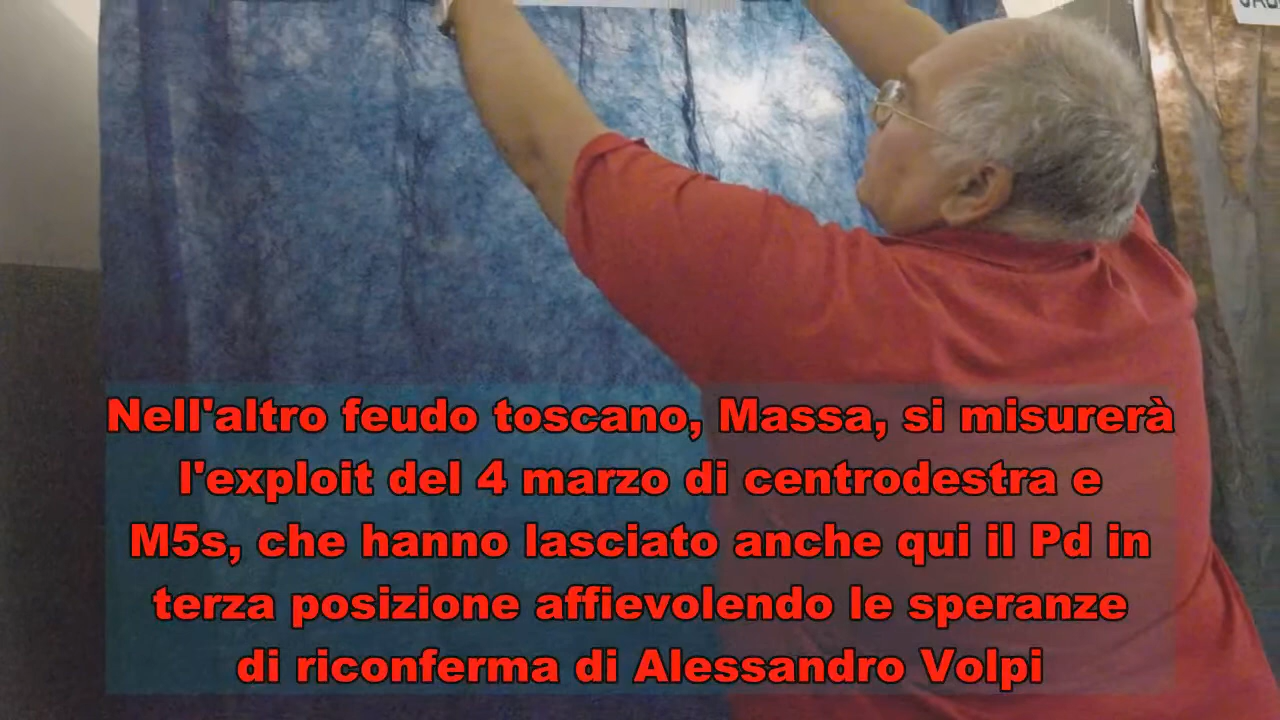 Nell'altro feudo toscano, Massa, si misurerà
l'exploit del 4 marzo di centrodestra e
M5s, che hanno lasciato anche qui il Pd in
terza posizione affievolendo le speranze
di riconferma di Alessandro Volpi